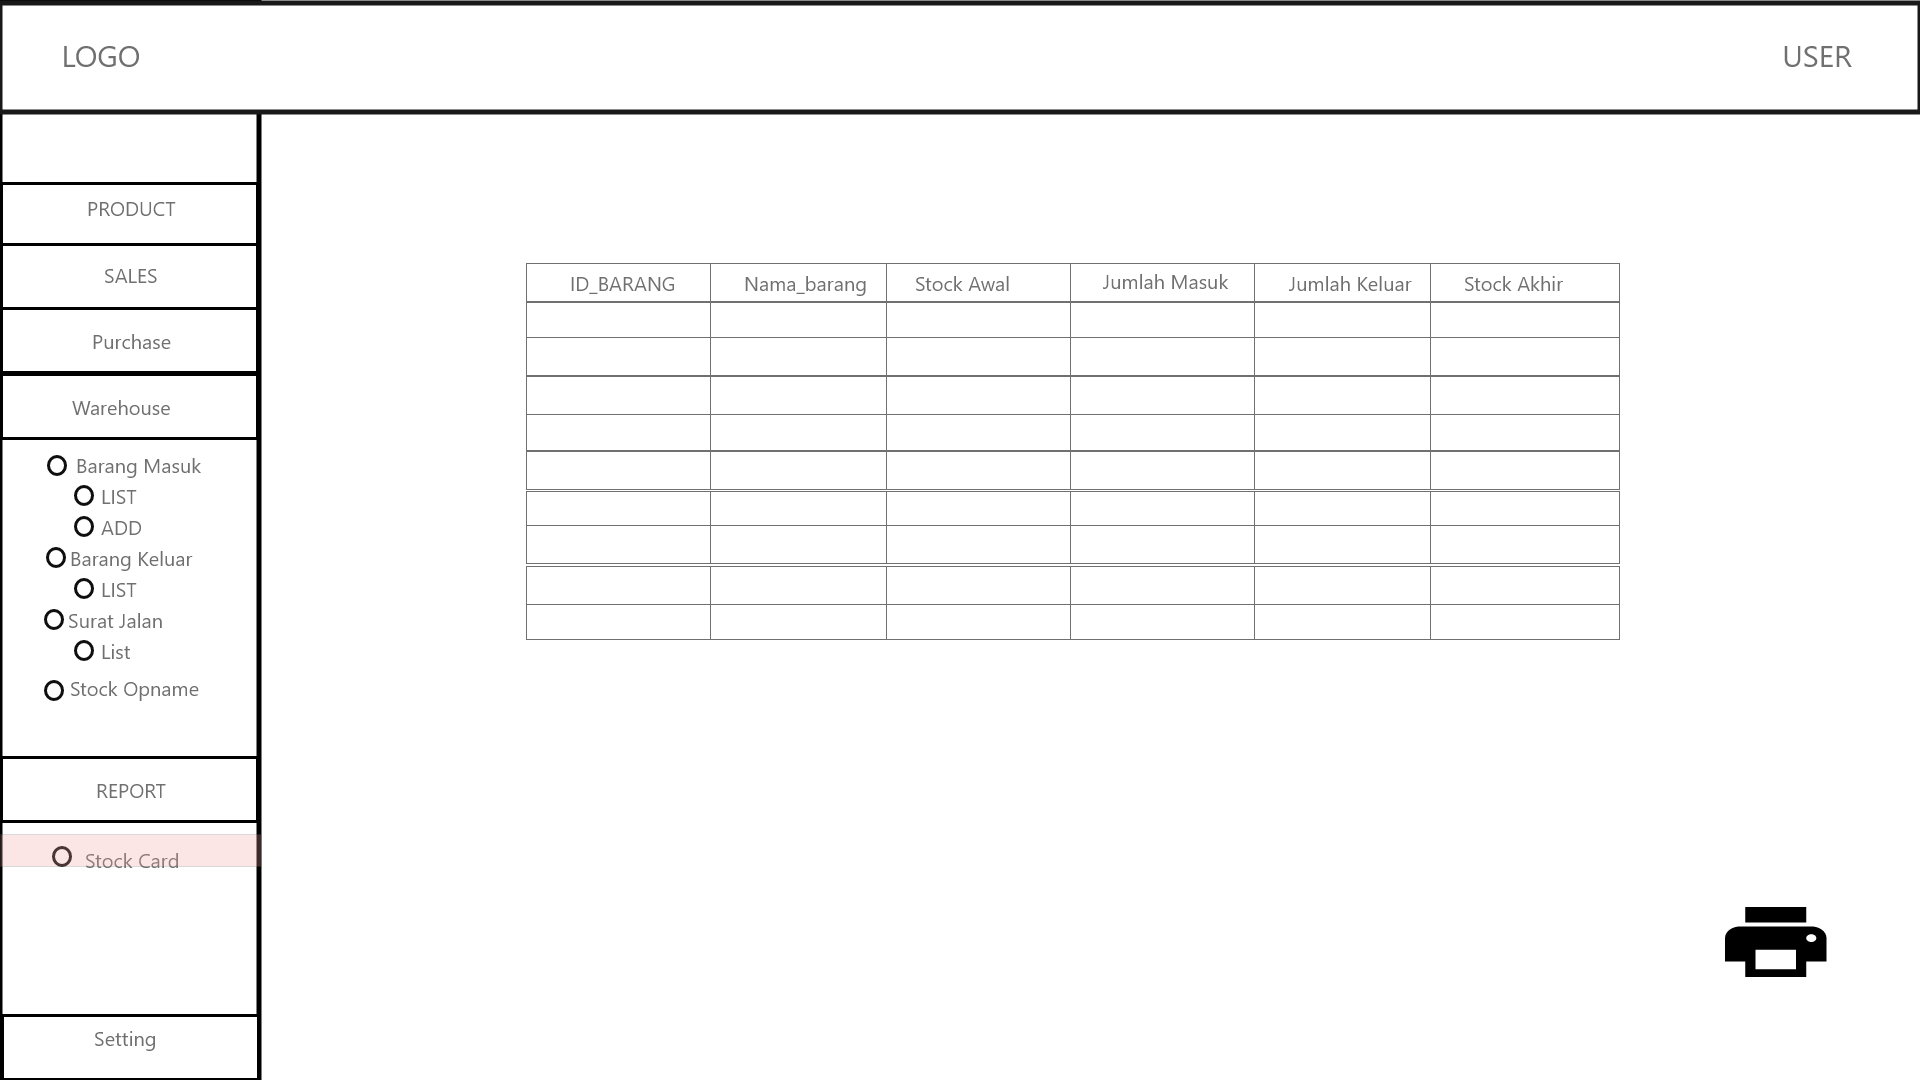 LOGO
USER
PRODUCT
SALES
Purchase
Warehouse
Barang Masuk
LIST
ADD
Barang Keluar
LIST
Surat Jalan
List
Stock Opname
REPORT
Stock Card
Setting
ID_BARANG Nama_barang Stock Awal Jumlah Masuk Jumlah Keluar Stock Akhir